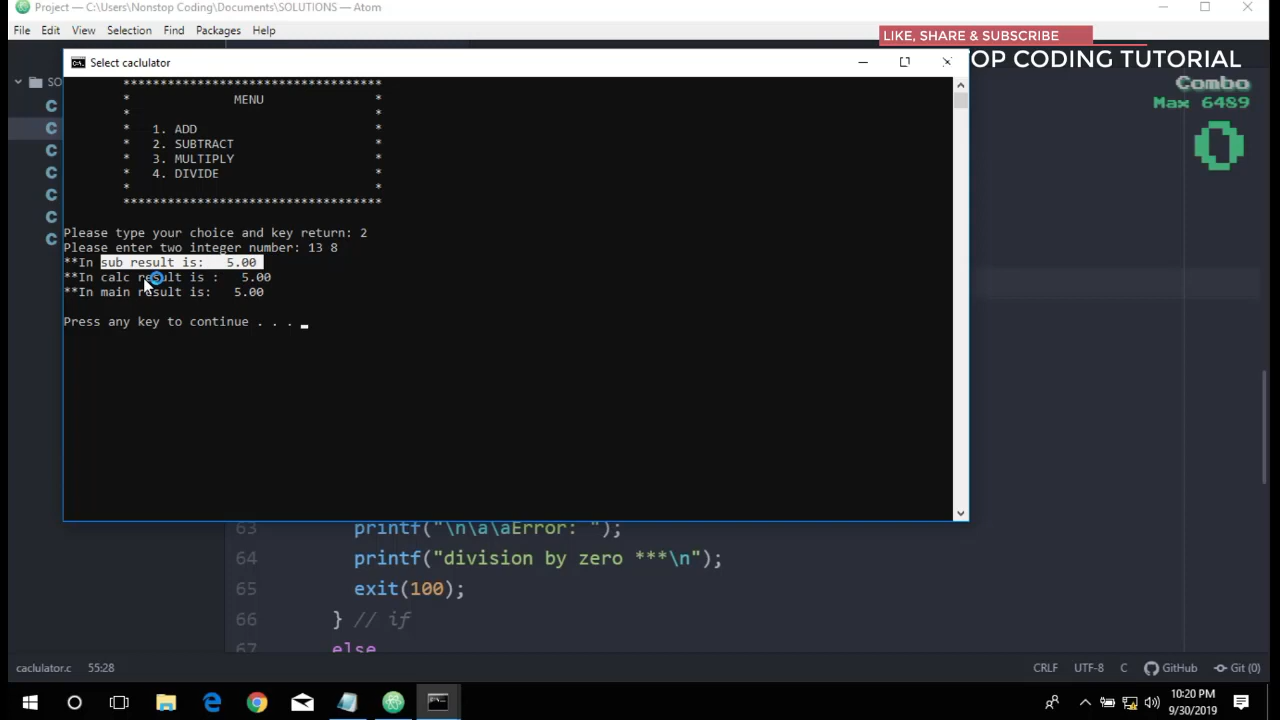 Project — C:\Users\Nonstop Coding\Documents\SOLUTIONS — Atom
File Edit View Selection Find Packages Help
LIKE, SHARE & SUBSCRIBE
OP CODING TUTORIAL
Select caclulator
SO
Combo
Max 6489
0
C
C
C
C
C
C
C
***********************************
* MENU *
* *
* 1. ADD *
* 2. SUBTRACT *
* 3. MULTIPLY *
* 4. DIVIDE *
* *
***********************************
Please type your choice and key return: 2
Please enter two integer number: 13 8
**In sub result is: 5.00
**In calc result is : 5.00
**In main result is: 5.00
Press any key to continue . . .
63 printf("\n\a\aError: ");
64 printf("division by zero ***\n");
65 exit(100);
66 } // if
67 else
caclulator.c 55:28 CRLF UTF-8 C GitHub Git (0)
10:20 PM
9/30/2019